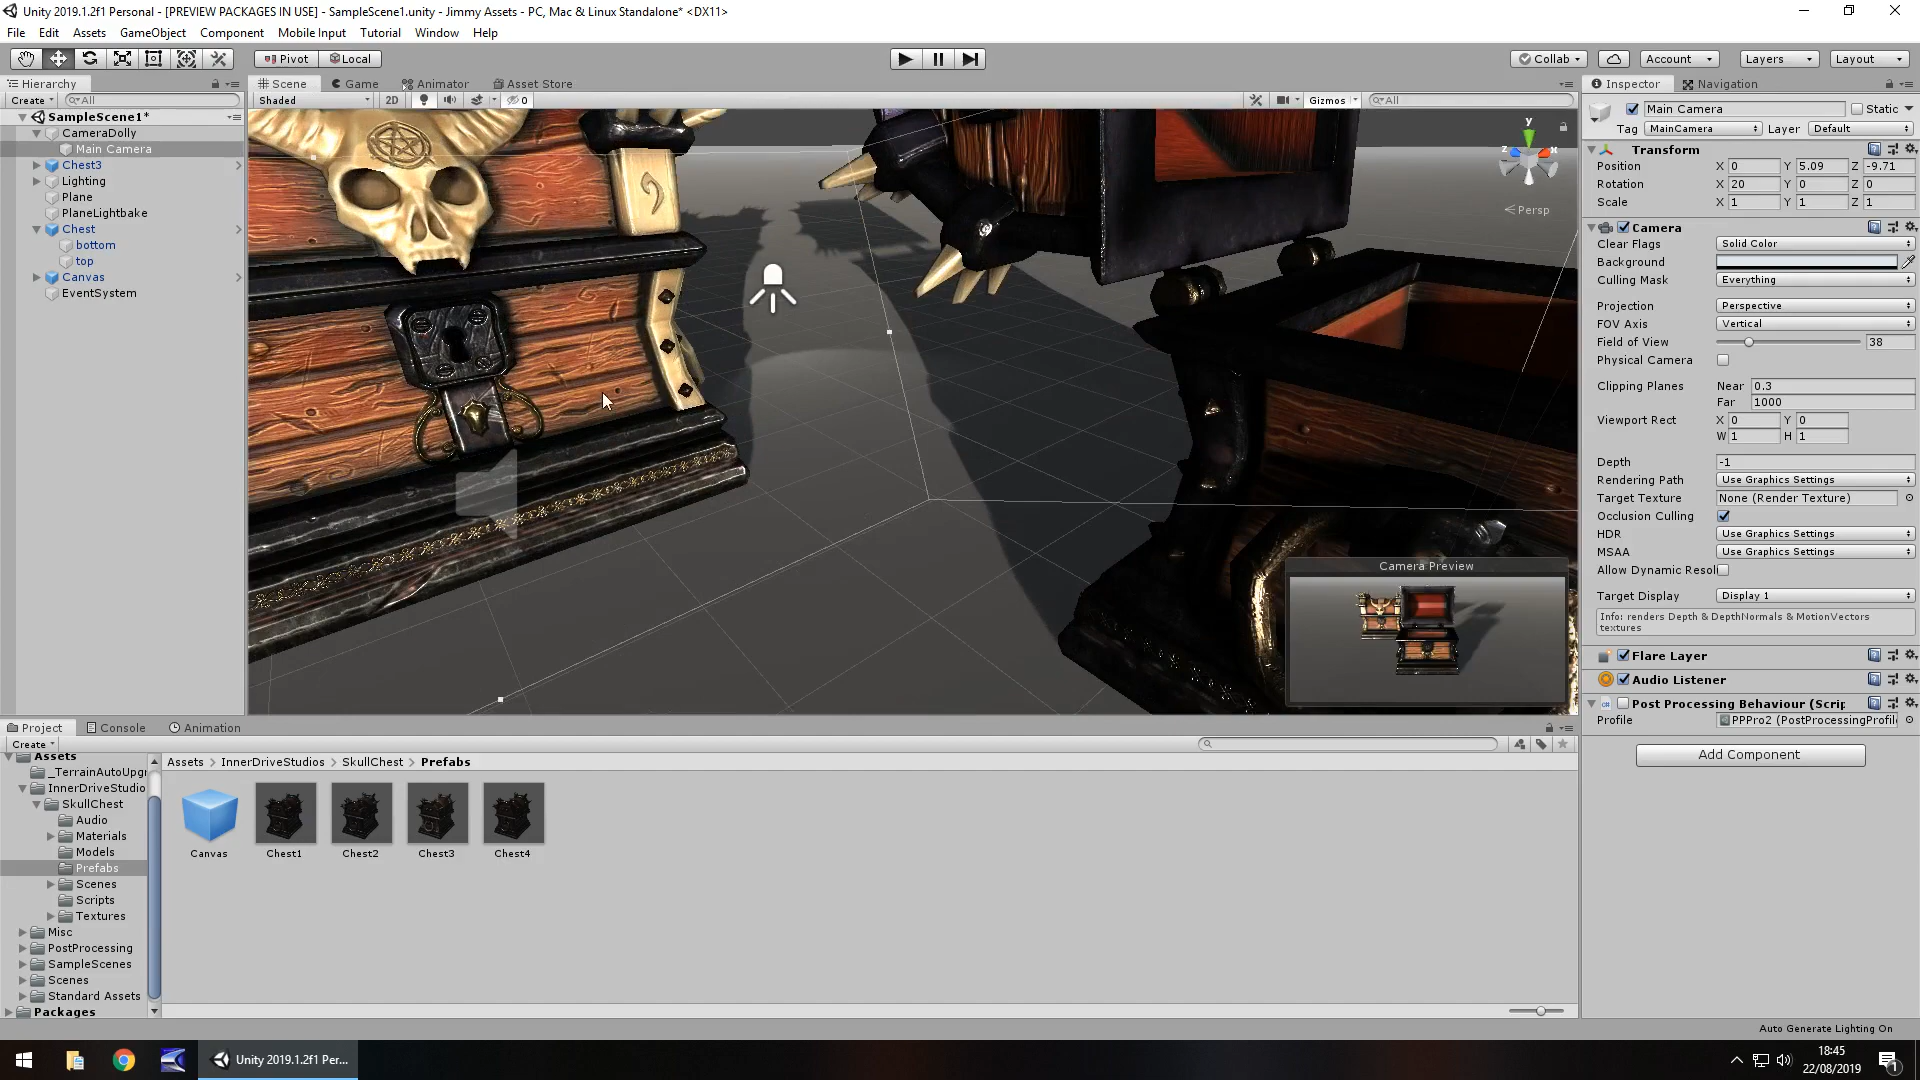 Unity 2019.1.2f1 Personal - [PREVIEW PACKAGES IN USE] - SampleScene1.unity - Jimmy Assets - PC, Mac & Linux Standalone* <DX11>
File Edit Assets GameObject Component Mobile Input Tutorial Window Help
Pivot Local Collab Account Layers Layout
Hierarchy Scene Game Animator Asset Store Inspector Navigation
Create All Shaded 2D 0 Gizmos All
SampleScene1*
CameraDolly
Main Camera
Chest3
Lighting
Plane
PlaneLightbake
Chest
bottom
top
Canvas
EventSystem
y
z x
Persp
Camera Preview
Main Camera Static
Tag MainCamera Layer Default
Transform
Position X 0 Y 5.09 Z -9.71
Rotation X 20 Y 0 Z 0
Scale X 1 Y 1 Z 1
Camera
Clear Flags Solid Color
Background
Culling Mask Everything
Projection Perspective
FOV Axis Vertical
Field of View 38
Physical Camera
Clipping Planes Near 0.3
Far 1000
Viewport Rect X 0 Y 0
W 1 H 1
Depth -1
Rendering Path Use Graphics Settings
Target Texture None (Render Texture)
Occlusion Culling
HDR Use Graphics Settings
MSAA Use Graphics Settings
Allow Dynamic Resol
Target Display Display 1
Info: renders Depth & DepthNormals & MotionVectors
textures
Flare Layer
Audio Listener
Post Processing Behaviour (Scrip
Profile PPPro2 (PostProcessingProfile
Add Component
Project Console Animation
Create
Assets
_TerrainAutoUpgr
InnerDriveStudio
SkullChest
Audio
Materials
Models
Prefabs
Scenes
Scripts
Textures
Misc
PostProcessing
SampleScenes
Scenes
Standard Assets
Packages
Assets > InnerDriveStudios > SkullChest > Prefabs
Canvas Chest1 Chest2 Chest3 Chest4
Auto Generate Lighting On
Unity 2019.1.2f1 Per...
18:45
22/08/2019
1